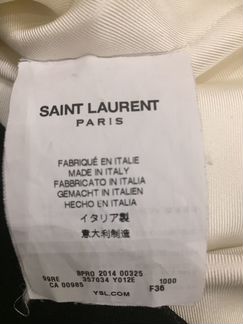 SAINT LAURENT
PARIS
FABRIQUÉ EN ITALIE
MADE IN ITALY
FABBRICATO IN ITALIA
GEMACHT IN ITALIEN
HECHO EN ITALIA
イタリア製
意大利制造
8PRO 2014 00325
99RE 357034 Y012E 1000
CA 00985 F36
YSL.COM